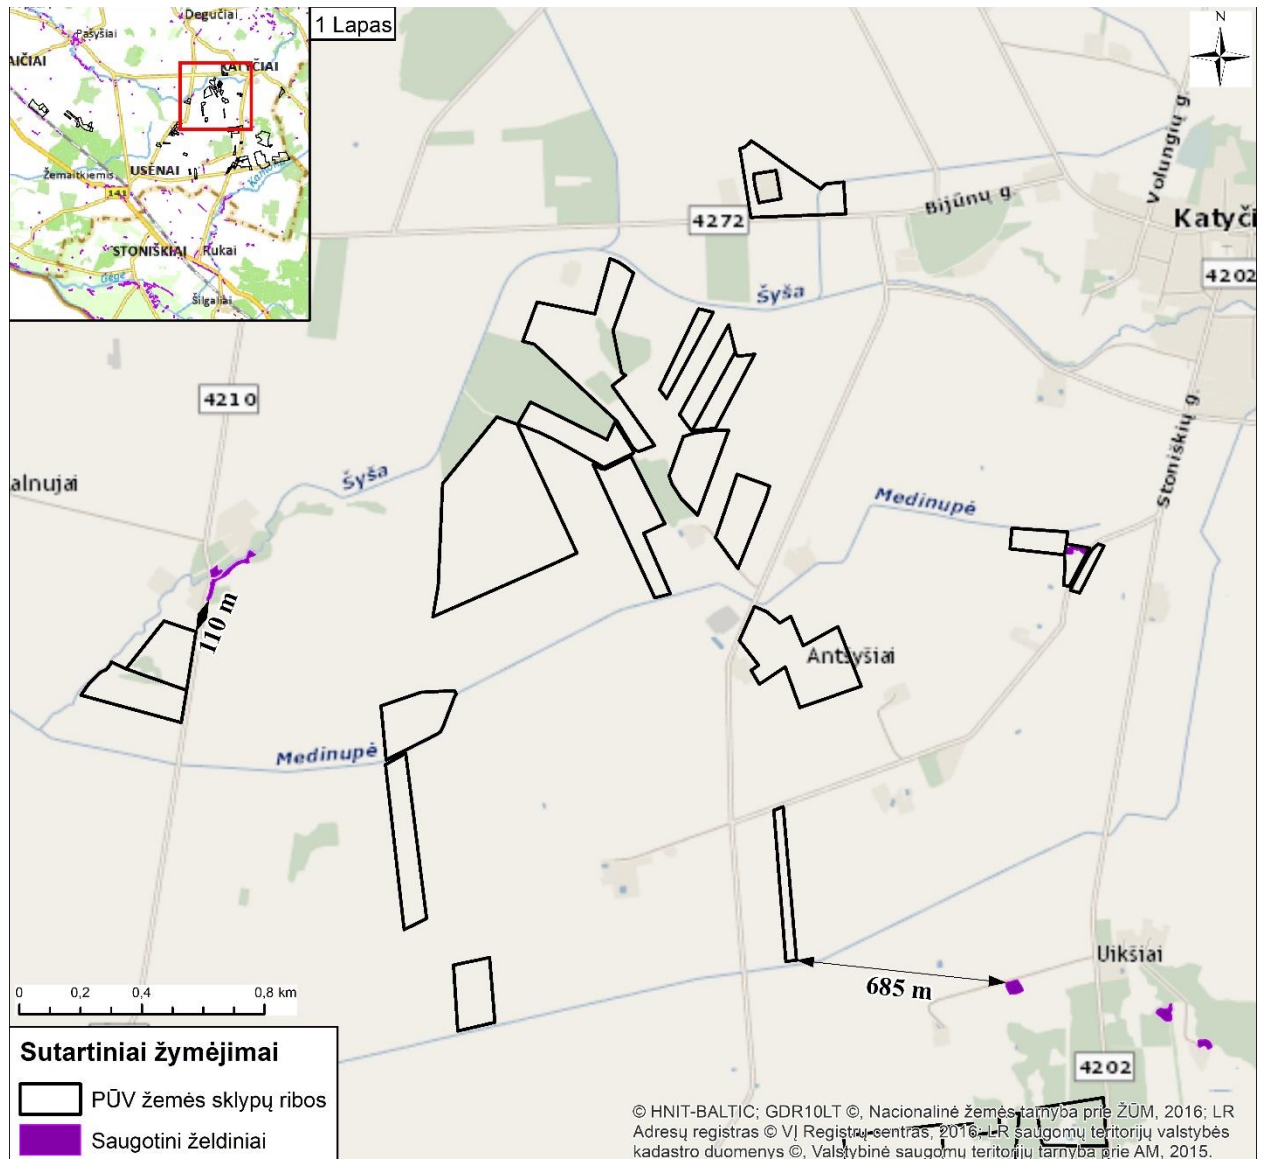 1 Lapas
N
Degučiai
Pašyšiai
AIČIAI
KATYČIAI
USĖNAI
Žemaitkiemis
141
STONIŠKIAI
Rukai
Gėgė
Šilgaliai
Volungių g.
Bijūnų g.
Katyči
4272
4202
Šyša
4210
Stoniškių g.
Šyša
alnujai
Medinupė
110 m
Antšyšiai
Medinupė
Uikšiai
685 m
0 0,2 0,4 0,8 km
Sutartiniai žymėjimai
PŪV žemės sklypų ribos
Saugotini želdiniai
4202
© HNIT-BALTIC; GDR10LT ©, Nacionalinė žemės tarnyba prie ŽŪM, 2016; LR
Adresų registras © VĮ Registrų centras, 2016; LR saugomų teritorijų valstybės
kadastro duomenys ©, Valstybinė saugomų teritorijų tarnyba prie AM, 2015.